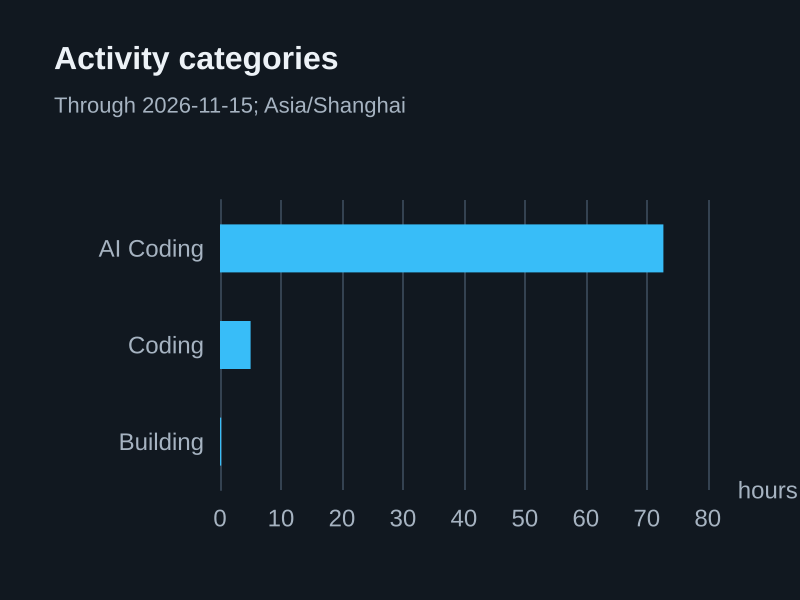 Activity categories
Through 2026-11-15; Asia/Shanghai
AI Coding
Coding
Building
hours
0 10 20 30 40 50 60 70 80